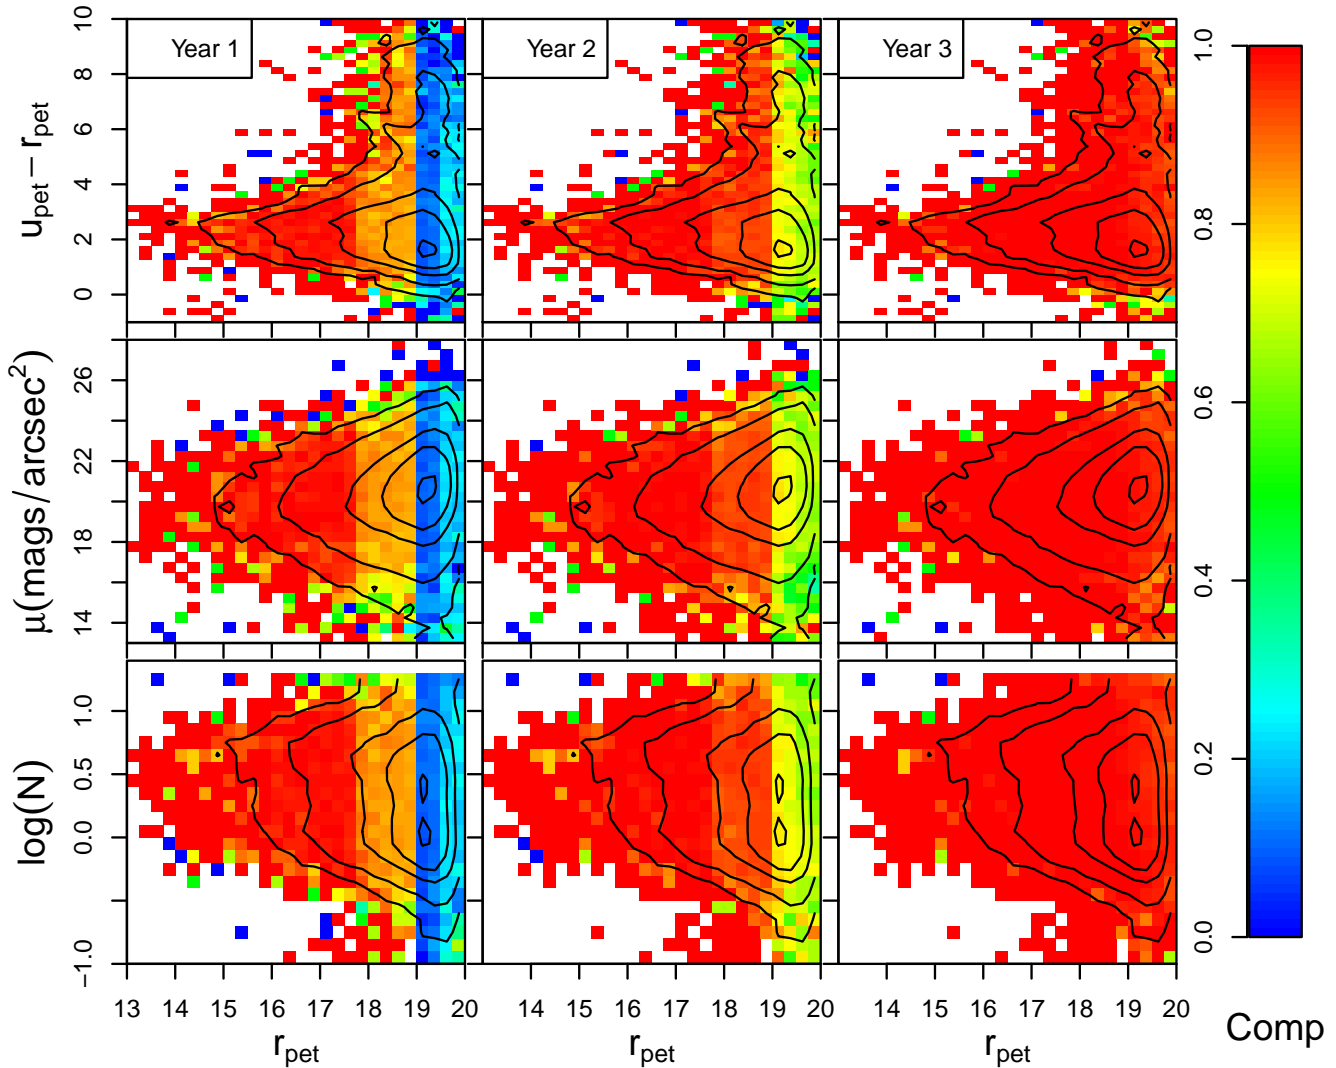 Year 1
Year 2
Year 3
u_pet − r_pet
10
8
6
4
2
0
μ(mags/arcsec²)
26
22
18
14
log(N)
1.0
0.5
0.0
−1.0
13 14 15 16 17 18 19 20
14 15 16 17 18 19 20
14 15 16 17 18 19 20
r_pet
r_pet
r_pet
1.0
0.8
0.6
0.4
0.2
0.0
Comp